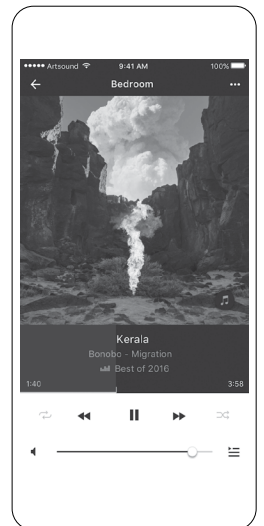 Artsound 9:41 AM 100%
Bedroom
Kerala
Bonobo - Migration
Best of 2016
1:40 3:58